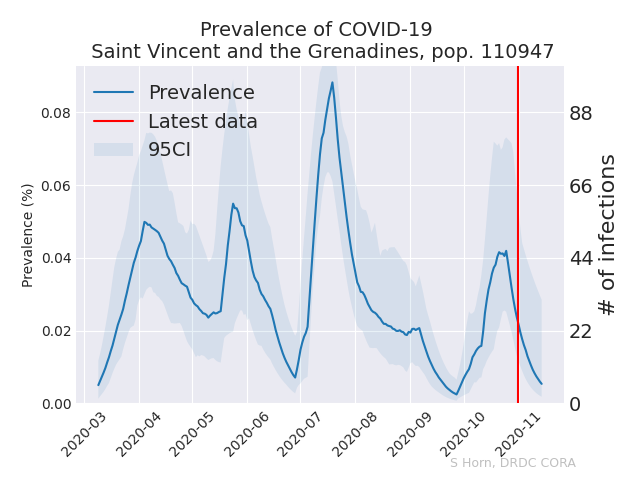 Prevalence of COVID-19
Saint Vincent and the Grenadines, pop. 110947
Prevalence
Latest data
95CI
Prevalence (%)
0.08
0.06
0.04
0.02
0.00
# of infections
88
66
44
22
0
2020-03
2020-04
2020-05
2020-06
2020-07
2020-08
2020-09
2020-10
2020-11
S Horn, DRDC CORA